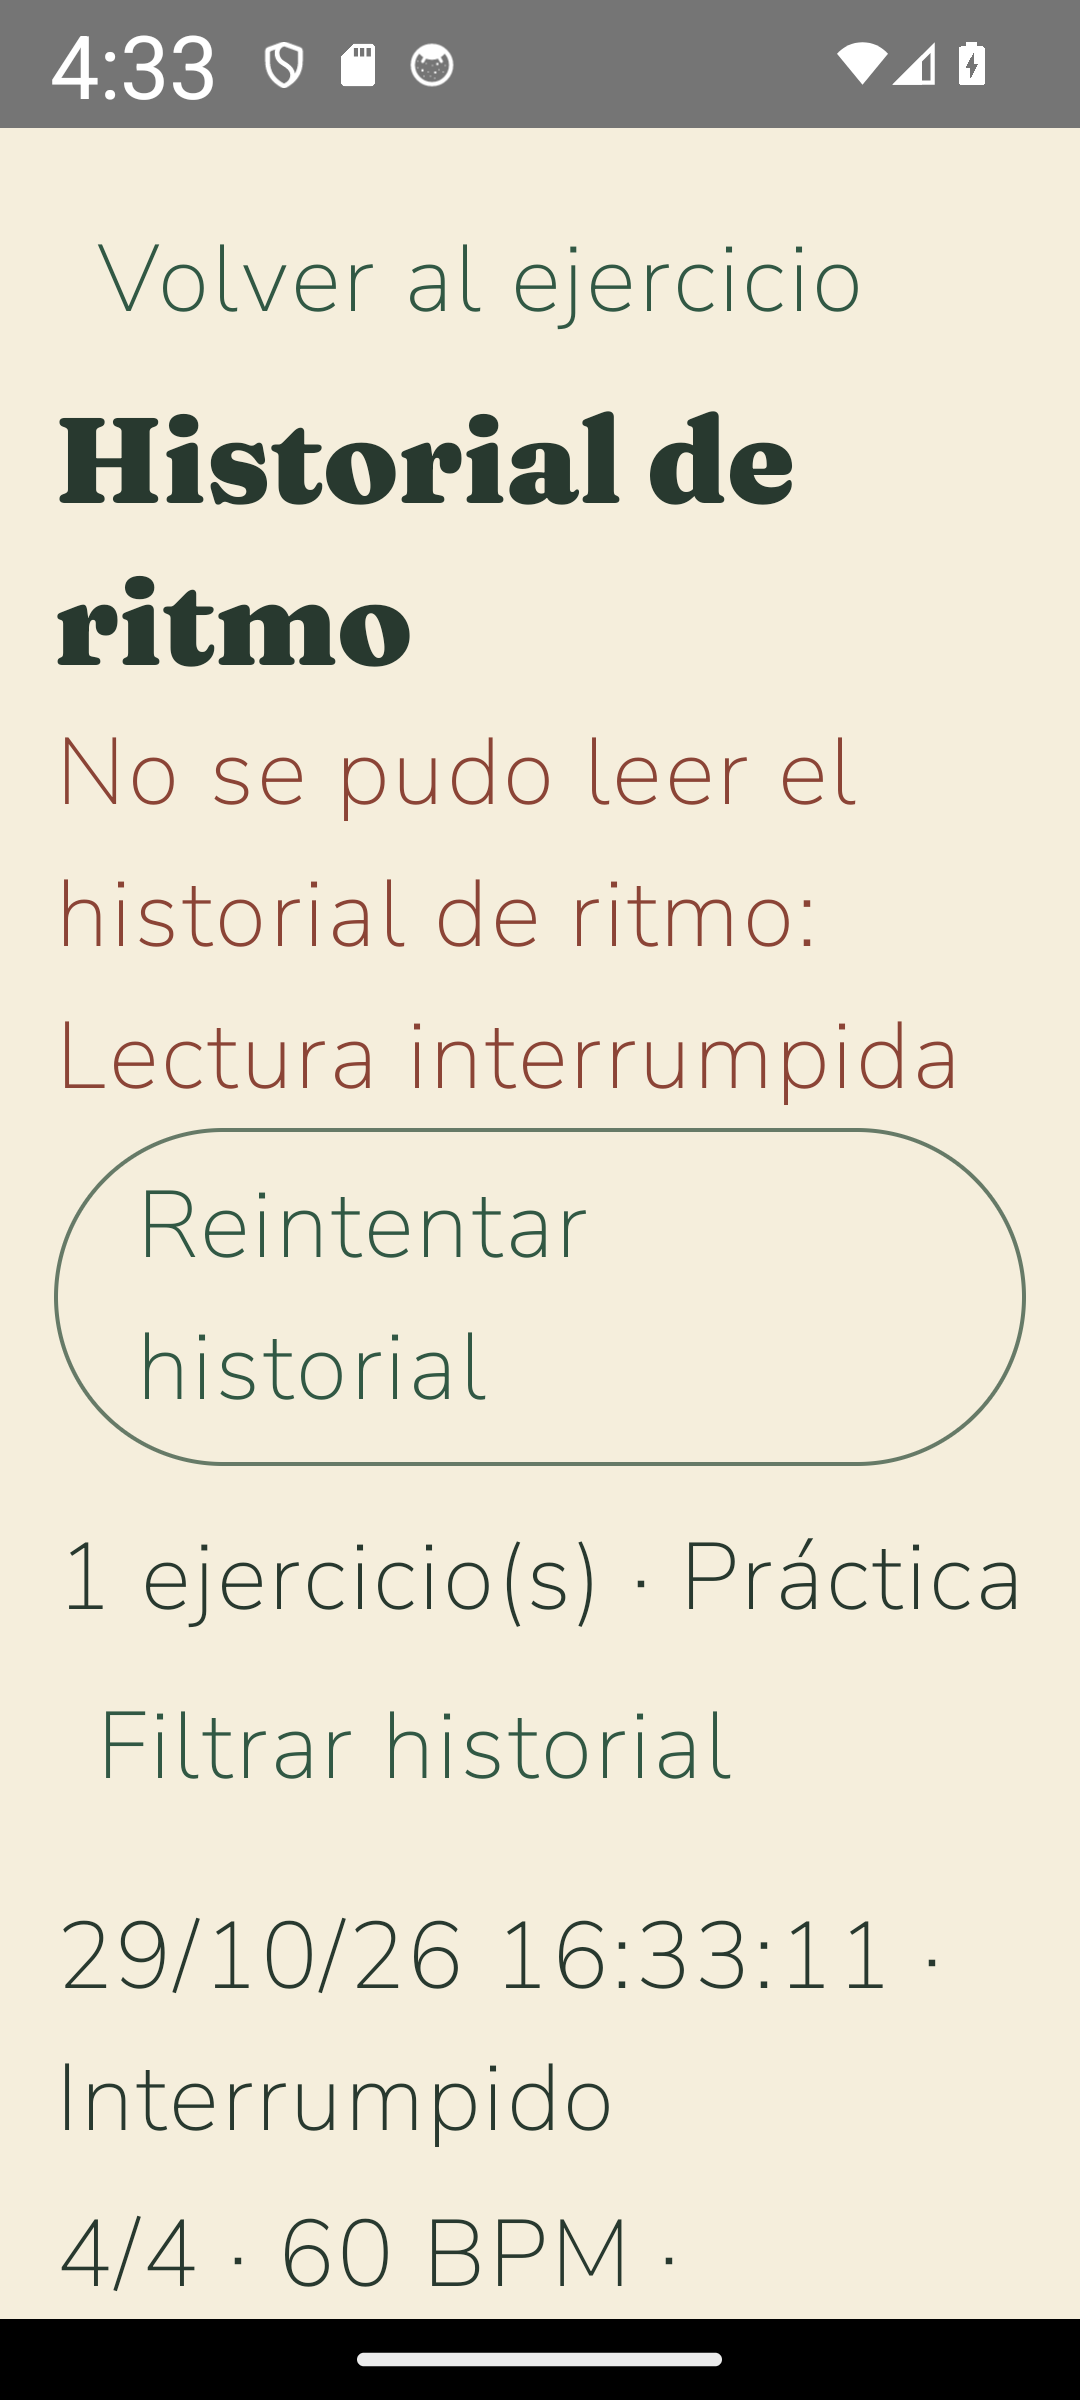 4:33
Volver al ejercicio
Historial de
ritmo
No se pudo leer el
historial de ritmo:
Lectura interrumpida
Reintentar
historial
1 ejercicio(s) · Práctica
Filtrar historial
29/10/26 16:33:11 ·
Interrumpido
4/4 · 60 BPM ·